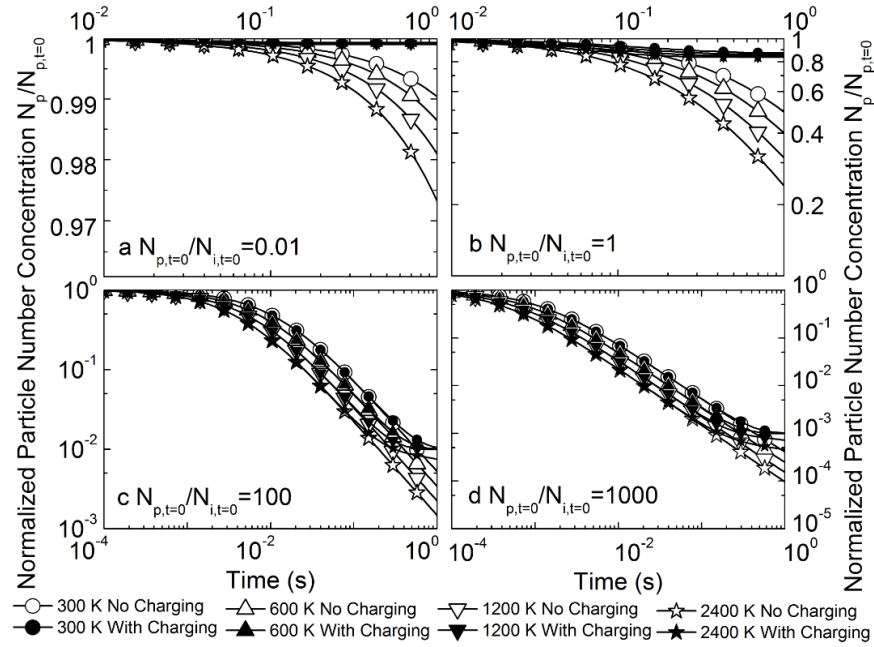 10⁻⁴ 10⁻² 10⁰ 10⁻⁴ 10⁻² 10⁰
Normalized Particle Number Concentration Nₚ/Nₚ,ₜ₌₀
1
0.99
0.98
0.97
a Nₚ,ₜ₌₀/Nᵢ,ₜ₌₀=0.01
b Nₚ,ₜ₌₀/Nᵢ,ₜ₌₀=1
1
0.8
0.6
0.4
0.2
10⁰
Normalized Particle Number Concentration Nₚ/Nₚ,ₜ₌₀
10⁰
10⁻¹
10⁻²
10⁻³
c Nₚ,ₜ₌₀/Nᵢ,ₜ₌₀=100
d Nₚ,ₜ₌₀/Nᵢ,ₜ₌₀=1000
10⁻¹
10⁻²
10⁻³
10⁻⁴
10⁻⁵
10⁻⁴ 10⁻² 10⁰ 10⁻⁴ 10⁻² 10⁰
Time (s) Time (s)
300 K No Charging 600 K No Charging 1200 K No Charging 2400 K No Charging
300 K With Charging 600 K With Charging 1200 K With Charging 2400 K With Charging